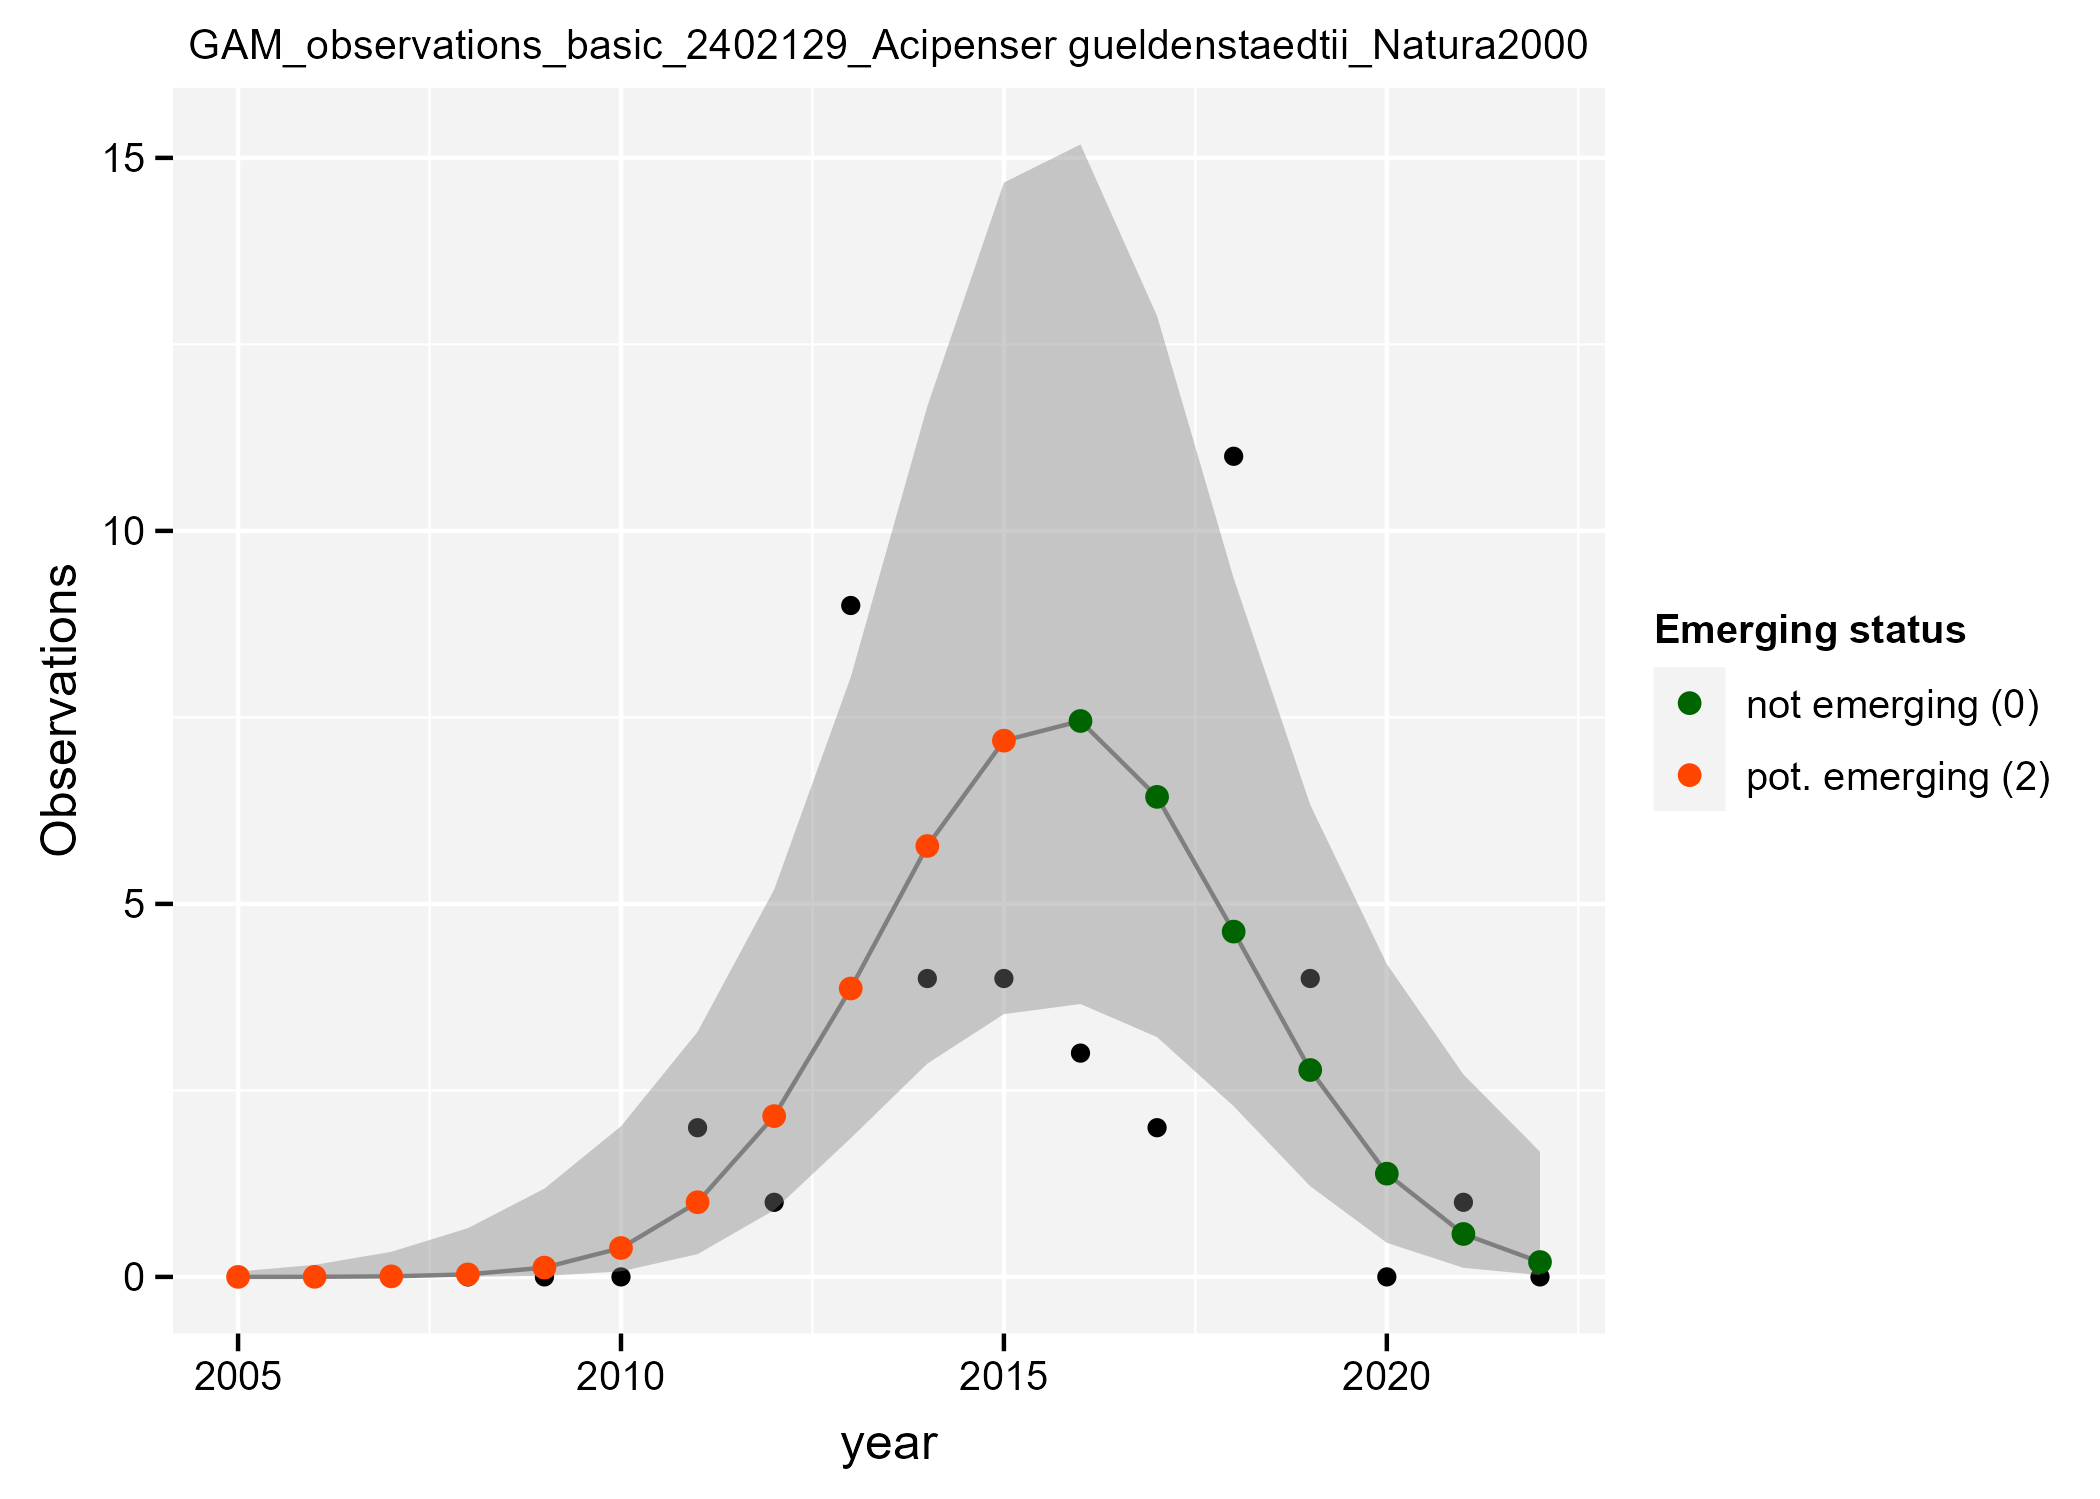 GAM_observations_basic_2402129_Acipenser gueldenstaedtii_Natura2000
15
10
5
0
Observations
2005
2010
2015
2020
year
Emerging status
not emerging (0)
pot. emerging (2)